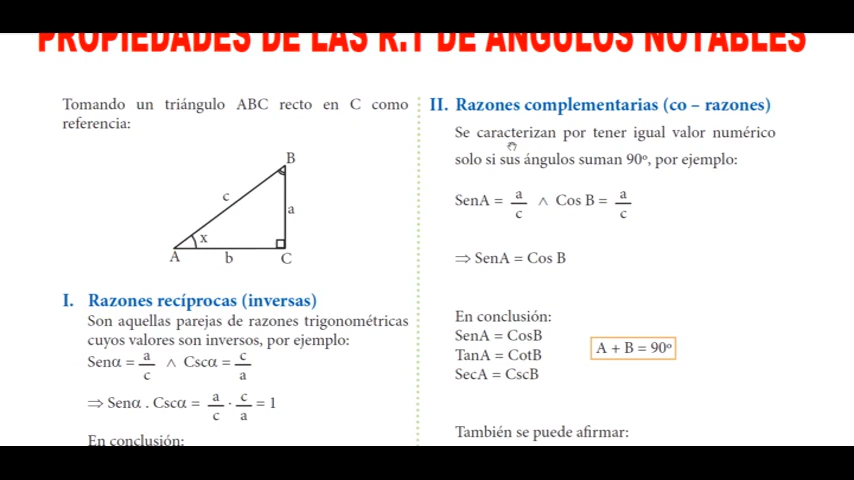 PROPIEDADES DE LAS R.T DE ÁNGULOS NOTABLES
Tomando un triángulo ABC recto en C como
referencia:
B
c
a
x
A
b
C
I. Razones recíprocas (inversas)
Son aquellas parejas de razones trigonométricas
cuyos valores son inversos, por ejemplo:
Senα = a/c ∧ Cscα = c/a
⇒ Senα . Cscα = a/c · c/a = 1
En conclusión:
II. Razones complementarias (co – razones)
Se caracterizan por tener igual valor numérico
solo si sus ángulos suman 90º, por ejemplo:
SenA = a/c ∧ Cos B = a/c
⇒ SenA = Cos B
En conclusión:
SenA = CosB
TanA = CotB
SecA = CscB
A + B = 90º
También se puede afirmar: